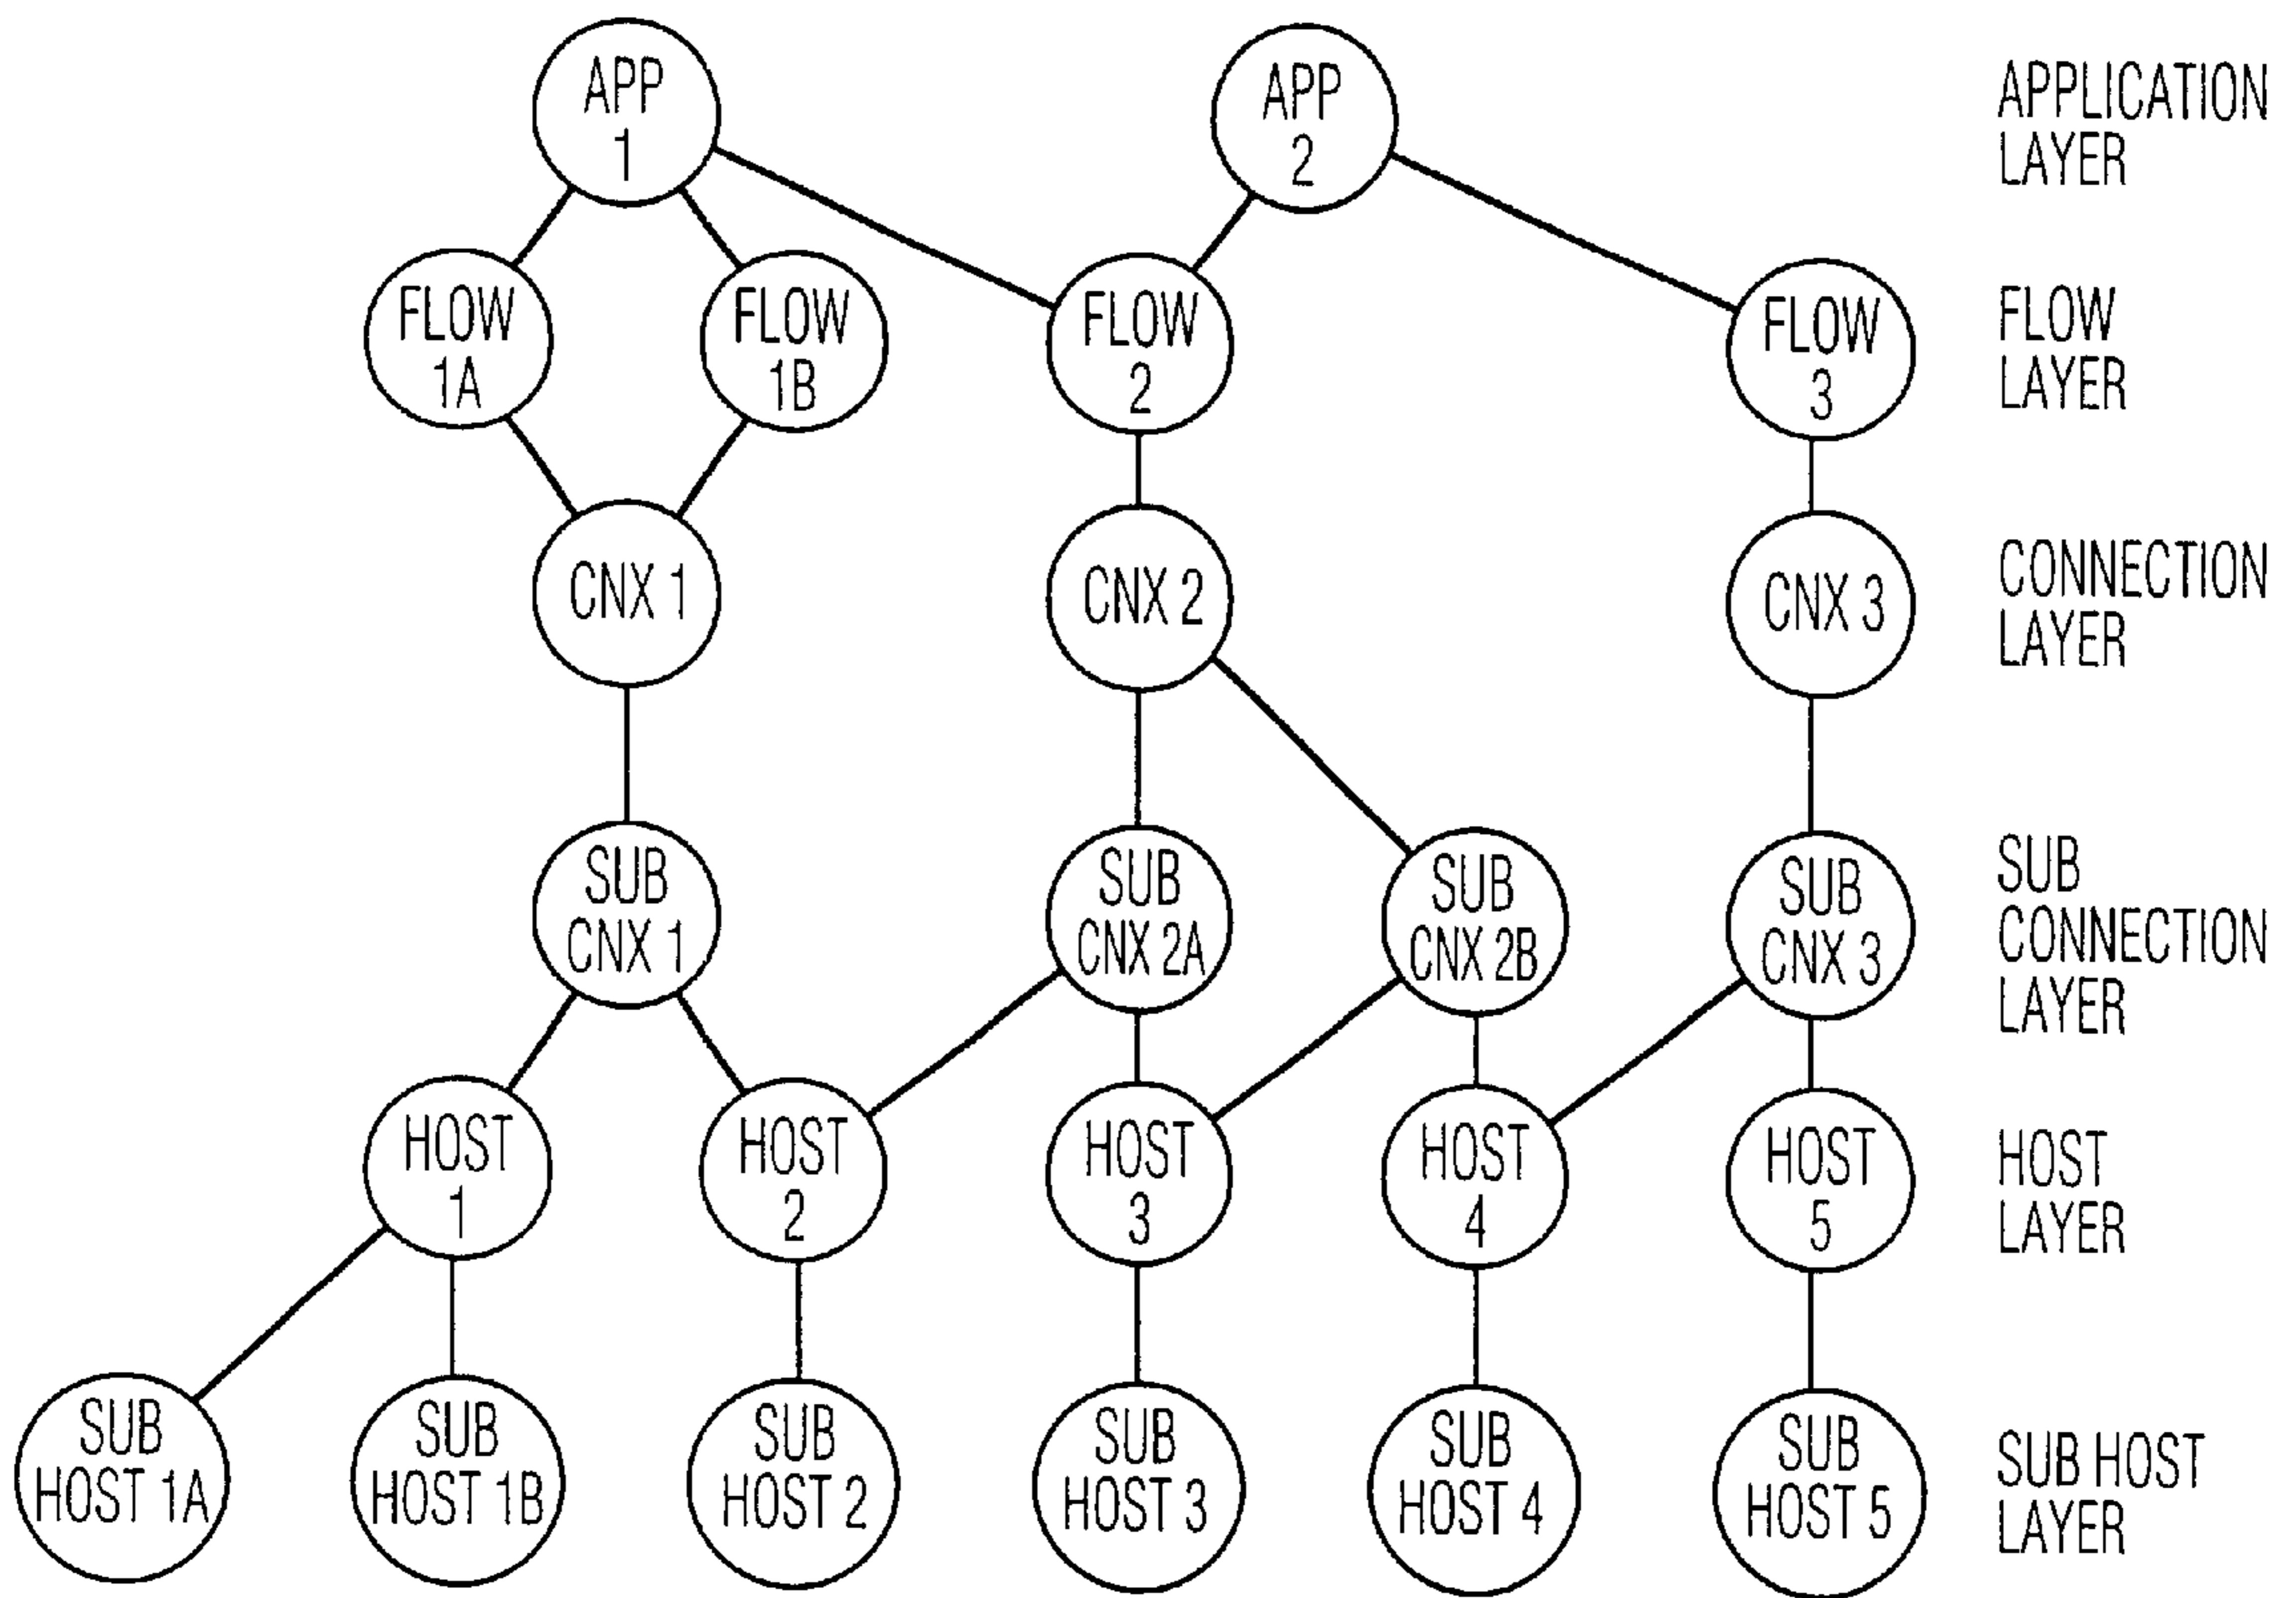 APP
1
APP
2
APPLICATION
LAYER
FLOW
1A
FLOW
1B
FLOW
2
FLOW
3
FLOW
LAYER
CNX 1
CNX 2
CNX 3
CONNECTION
LAYER
SUB
CNX 1
SUB
CNX 2A
SUB
CNX 2B
SUB
CNX 3
SUB
CONNECTION
LAYER
HOST
1
HOST
2
HOST
3
HOST
4
HOST
5
HOST
LAYER
SUB
HOST 1A
SUB
HOST 1B
SUB
HOST 2
SUB
HOST 3
SUB
HOST 4
SUB
HOST 5
SUB HOST
LAYER